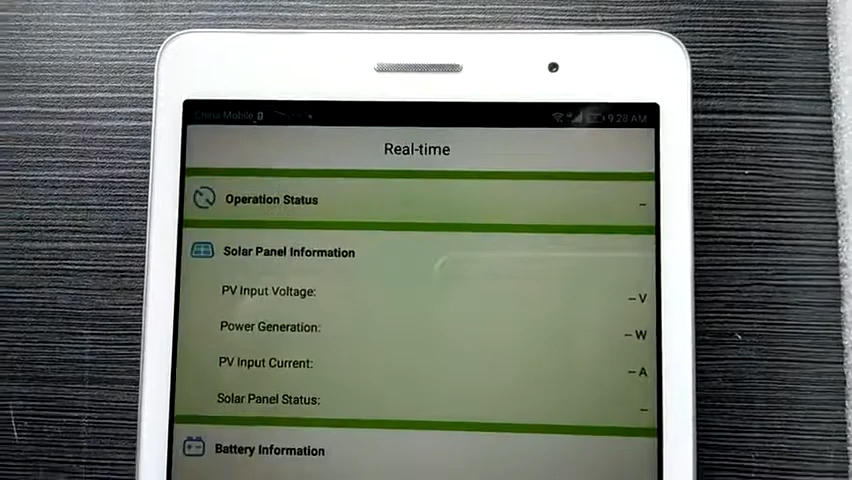 China Mobile 9:28 AM
Real-time
Operation Status --
Solar Panel Information
PV Input Voltage: -- V
Power Generation: -- W
PV Input Current: -- A
Solar Panel Status: --
Battery Information